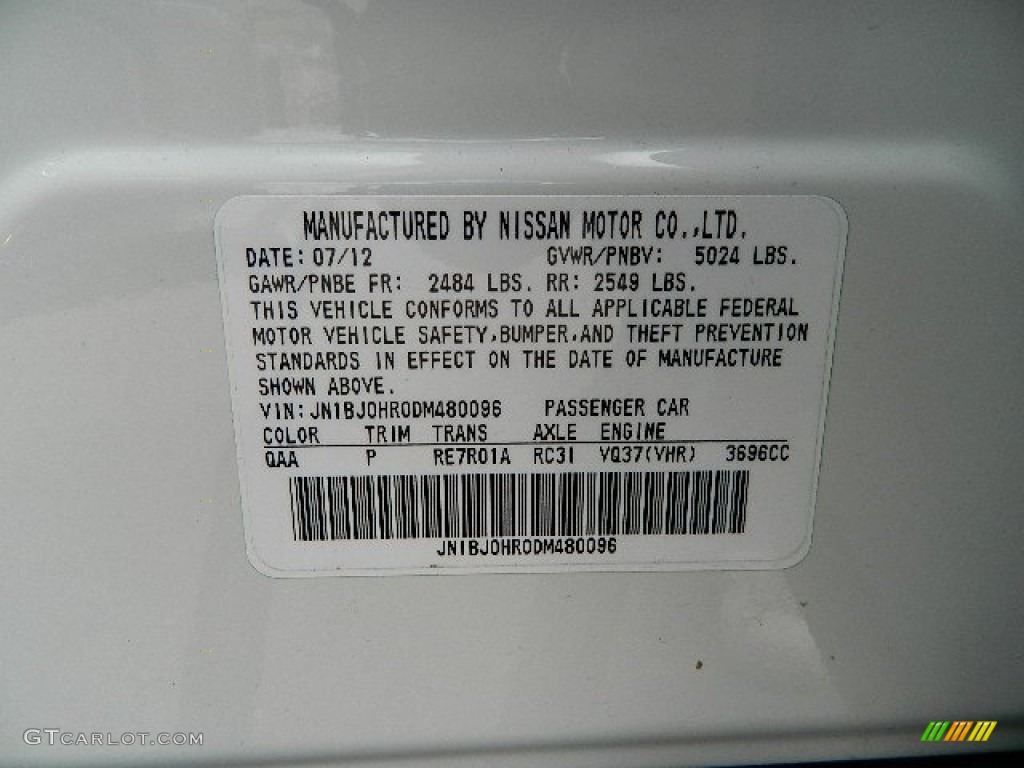 MANUFACTURED BY NISSAN MOTOR CO.,LTD.
DATE: 07/12 GVWR/PNBV: 5024 LBS.
GAWR/PNBE FR: 2484 LBS. RR: 2549 LBS.
THIS VEHICLE CONFORMS TO ALL APPLICABLE FEDERAL
MOTOR VEHICLE SAFETY,BUMPER,AND THEFT PREVENTION
STANDARDS IN EFFECT ON THE DATE OF MANUFACTURE
SHOWN ABOVE.
VIN: JN1BJ0HR0DM480096 PASSENGER CAR
COLOR TRIM TRANS AXLE ENGINE
QAA P RE7R01A RC31 VQ37(VHR) 3696CC
JN1BJ0HR0DM480096
GTCARLOT.COM